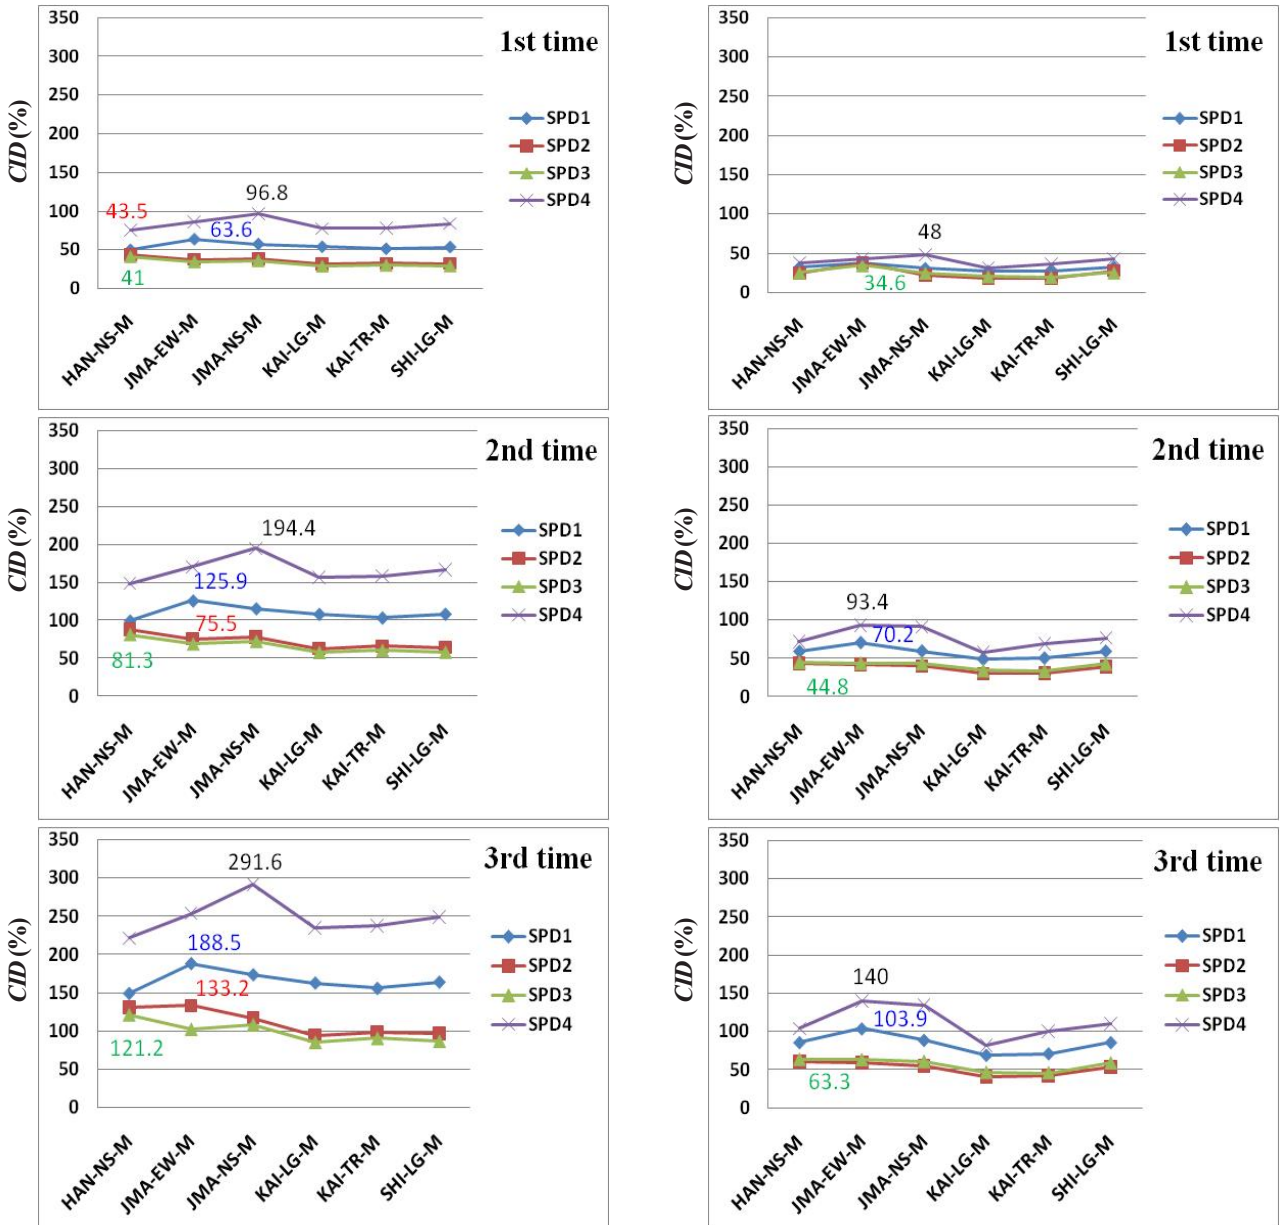 350
300
250
200
150
100
50
0
CID (%)
1st time
SPD1
SPD2
SPD3
SPD4
43.5
63.6
96.8
41
HAN-NS-M
JMA-EW-M
JMA-NS-M
KAI-LG-M
KAI-TR-M
SHI-LG-M
350
300
250
200
150
100
50
0
CID (%)
1st time
SPD1
SPD2
SPD3
SPD4
48
34.6
HAN-NS-M
JMA-EW-M
JMA-NS-M
KAI-LG-M
KAI-TR-M
SHI-LG-M
350
300
250
200
150
100
50
0
CID (%)
2nd time
SPD1
SPD2
SPD3
SPD4
194.4
125.9
75.5
81.3
HAN-NS-M
JMA-EW-M
JMA-NS-M
KAI-LG-M
KAI-TR-M
SHI-LG-M
350
300
250
200
150
100
50
0
CID (%)
2nd time
SPD1
SPD2
SPD3
SPD4
93.4
70.2
44.8
HAN-NS-M
JMA-EW-M
JMA-NS-M
KAI-LG-M
KAI-TR-M
SHI-LG-M
350
300
250
200
150
100
50
0
CID (%)
3rd time
SPD1
SPD2
SPD3
SPD4
291.6
188.5
133.2
121.2
HAN-NS-M
JMA-EW-M
JMA-NS-M
KAI-LG-M
KAI-TR-M
SHI-LG-M
350
300
250
200
150
100
50
0
CID (%)
3rd time
SPD1
SPD2
SPD3
SPD4
140
103.9
63.3
HAN-NS-M
JMA-EW-M
JMA-NS-M
KAI-LG-M
KAI-TR-M
SHI-LG-M